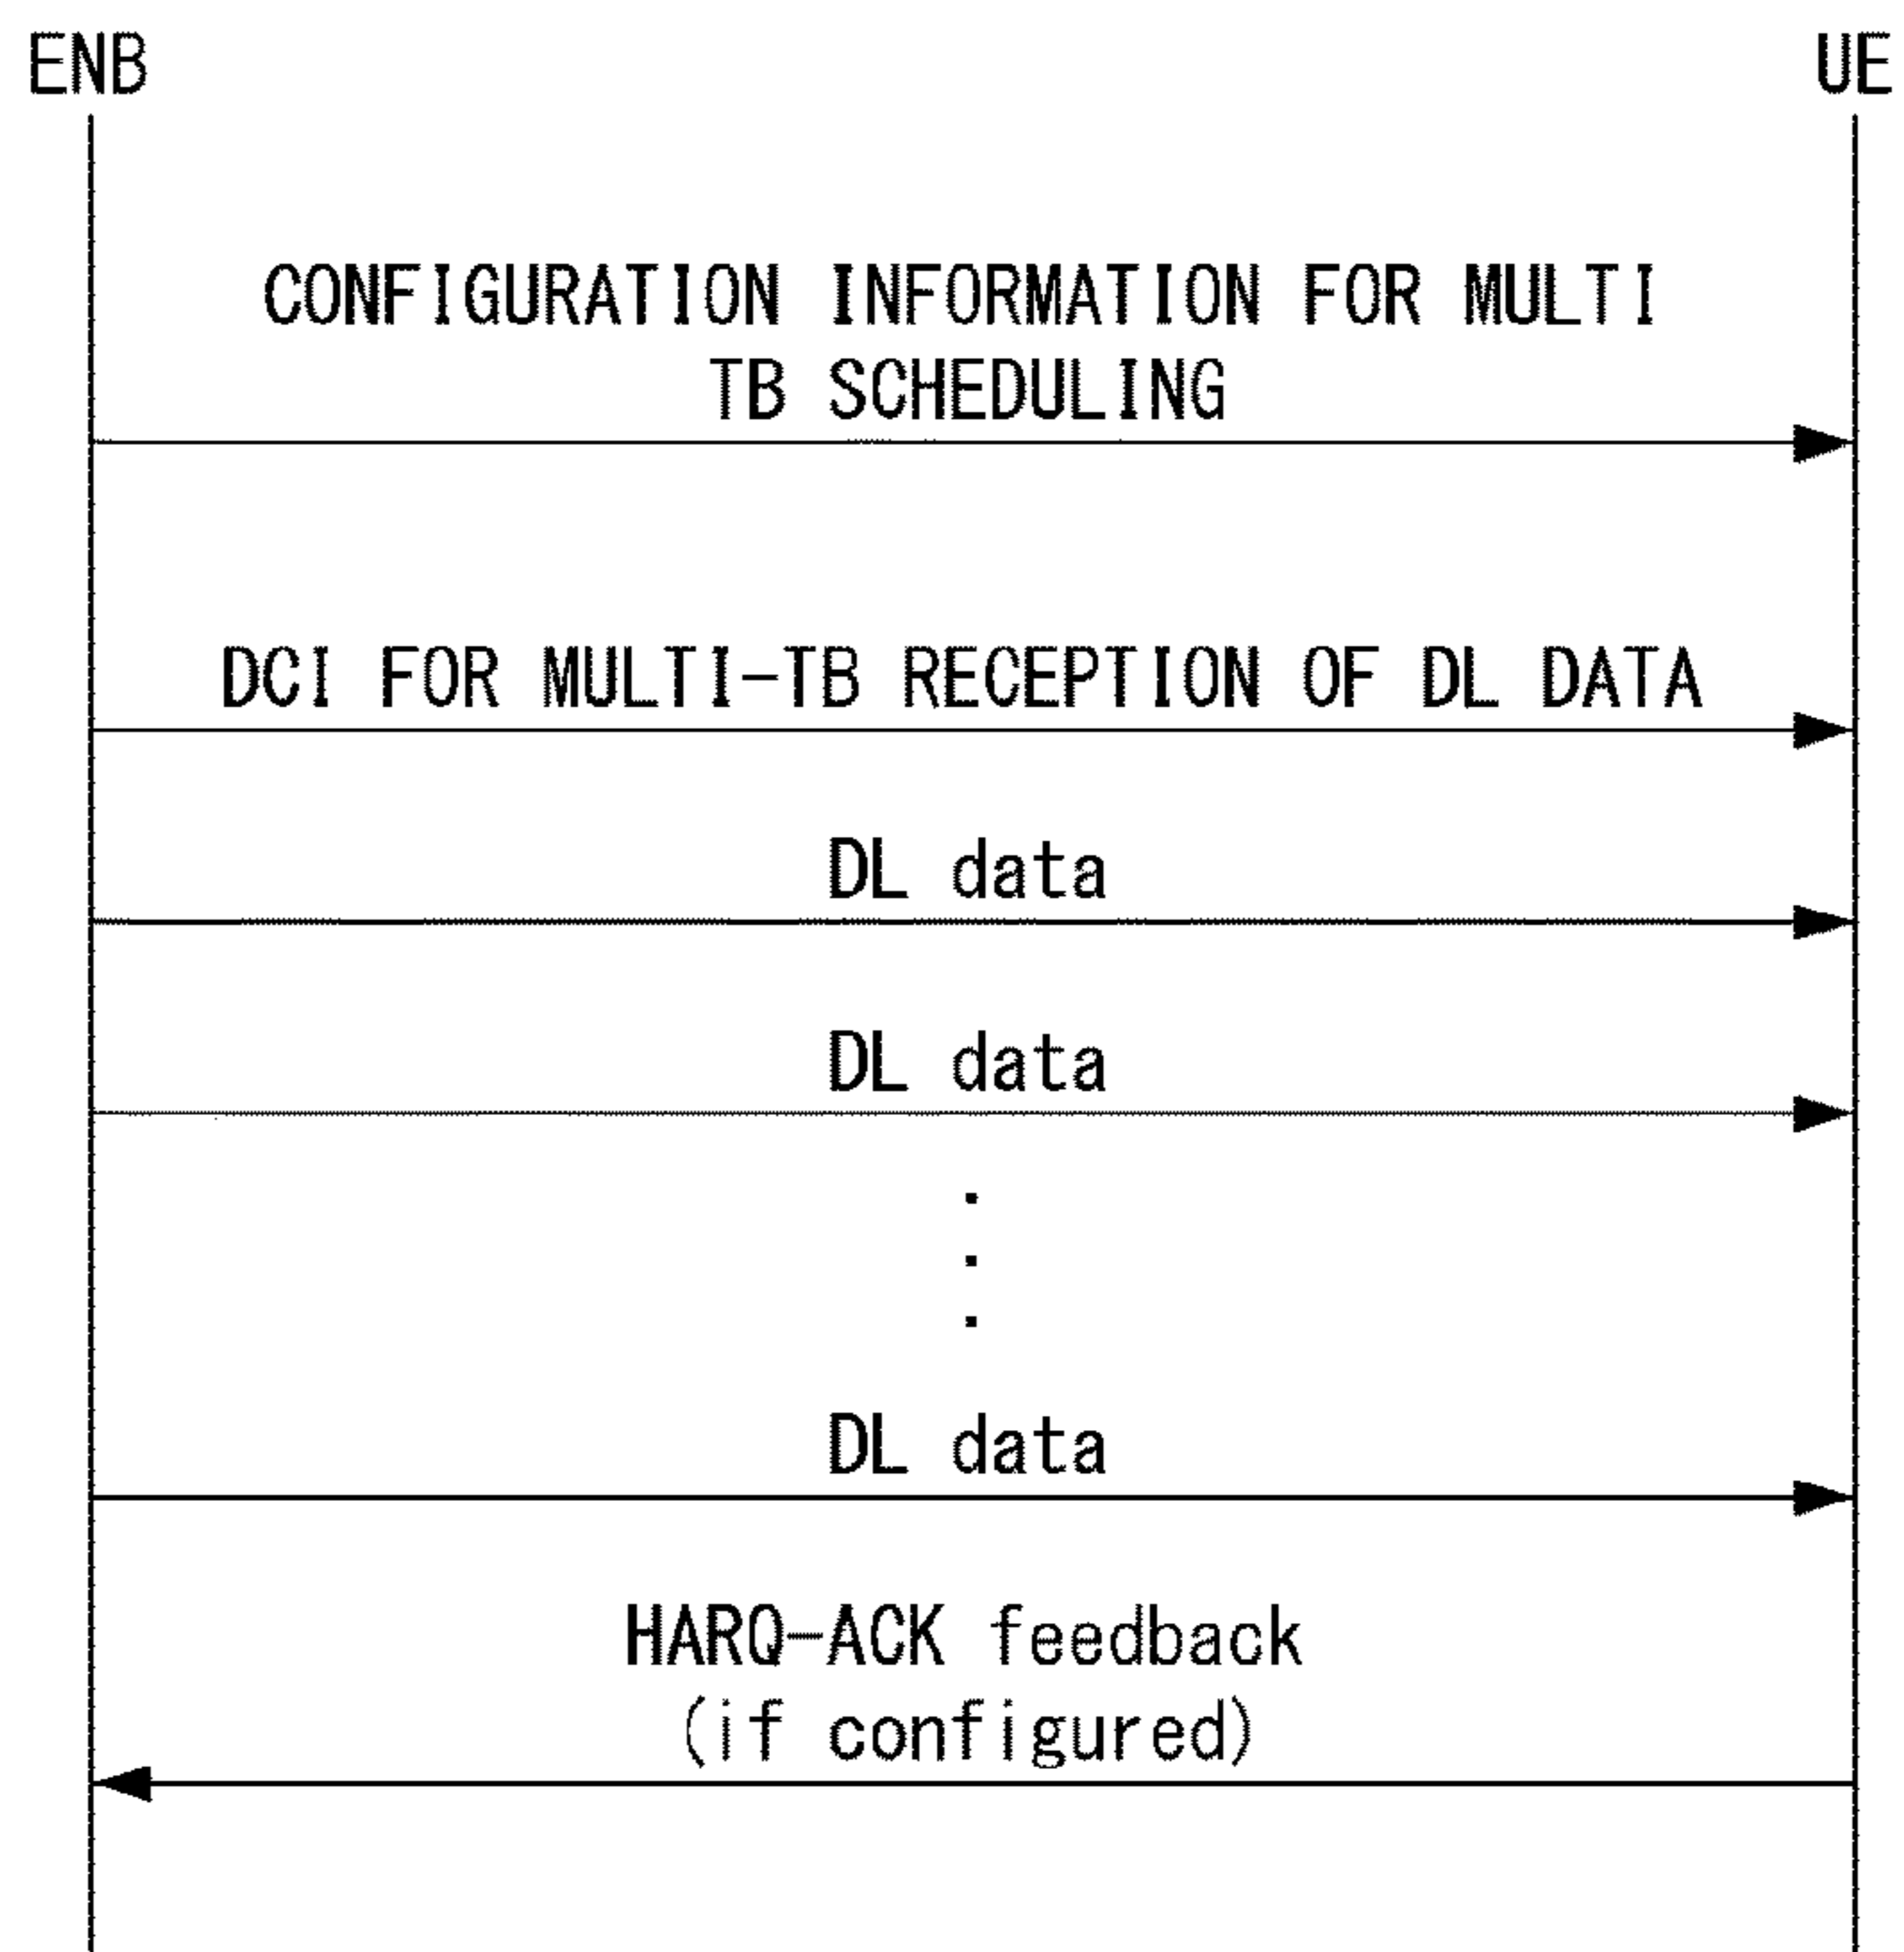 ENB UE
CONFIGURATION INFORMATION FOR MULTI
TB SCHEDULING
DCI FOR MULTI-TB RECEPTION OF DL DATA
DL data
DL data
DL data
HARQ-ACK feedback
(if configured)